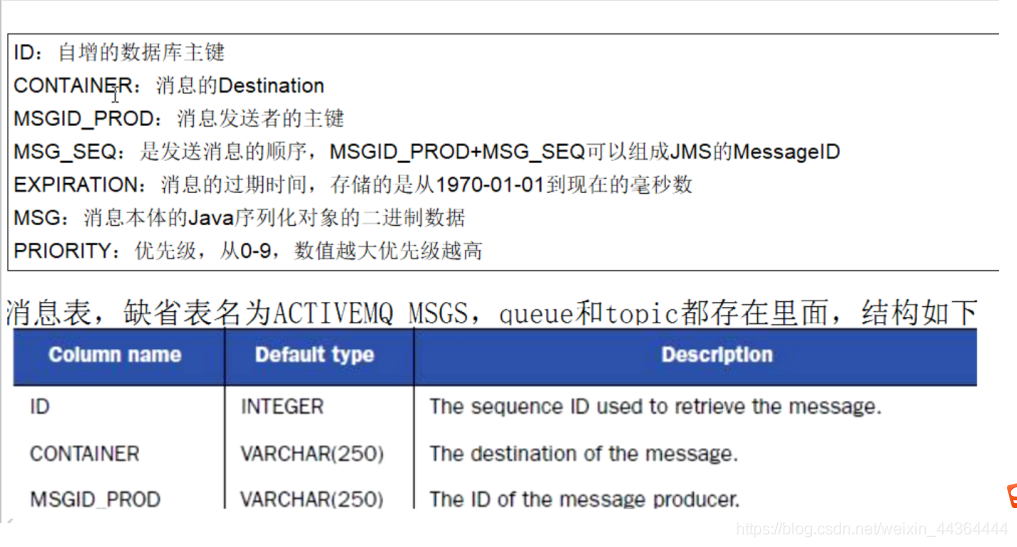 ID：自增的数据库主键
CONTAINER：消息的Destination
MSGID_PROD：消息发送者的主键
MSG_SEQ：是发送消息的顺序，MSGID_PROD+MSG_SEQ可以组成JMS的MessageID
EXPIRATION：消息的过期时间，存储的是从1970-01-01到现在的毫秒数
MSG：消息本体的Java序列化对象的二进制数据
PRIORITY：优先级，从0-9，数值越大优先级越高
消息表，缺省表名为ACTIVEMQ_MSGS，queue和topic都存在里面，结构如下
Column name Default type Description
ID INTEGER The sequence ID used to retrieve the message.
CONTAINER VARCHAR(250) The destination of the message.
MSGID_PROD VARCHAR(250) The ID of the message producer.
https://blog.csdn.net/weixin_44364444